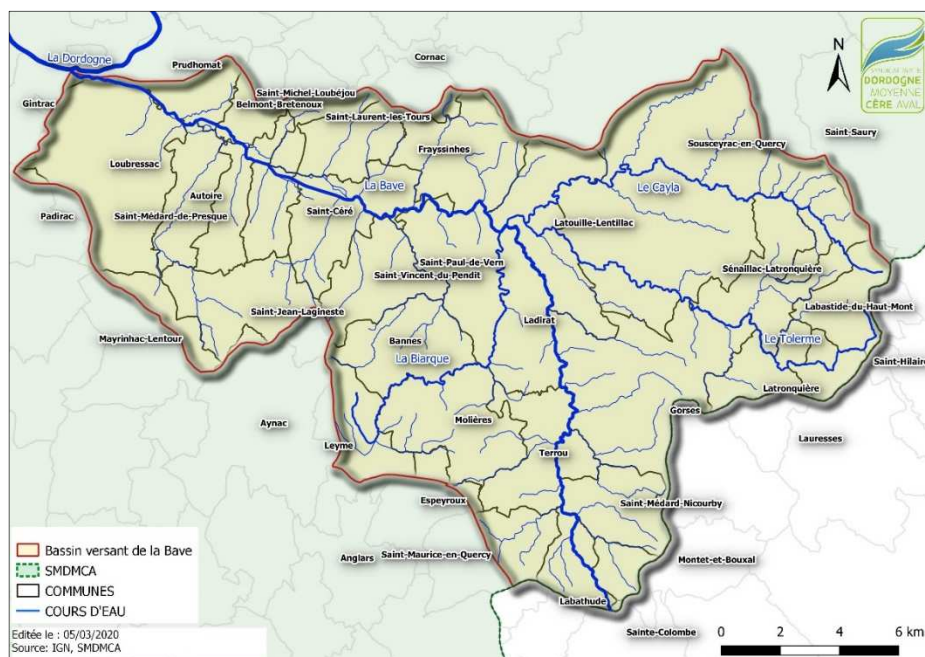 La Dordogne
Prudhomat
Cornac
N
SYNDICAT MIXTE
DORDOGNE
MOYENNE
CÈRE AVAL
Gintrac
Saint-Michel-Loubéjou
Belmont-Bretenoux
Saint-Laurent-les-Tours
Saint-Saury
Sousceyrac-en-Quercy
Frayssinhes
Loubressac
La Bave
Le Cayla
Autoire
Padirac
Saint-Médard-de-Presque
Saint-Céré
Latouille-Lentillac
Saint-Paul-de-Vern
Saint-Vincent-du-Pendit
Sénaillac-Latronquière
Labastide-du-Haut-Mont
Saint-Jean-Lagineste
Ladirat
Mayrinhac-Lentour
Bannes
Le Tolerme
La Biarque
Saint-Hilaire
Latronquière
Gorses
Aynac
Molières
Lauresses
Leyme
Terrou
Espeyroux
Saint-Médard-Nicourby
Anglars
Saint-Maurice-en-Quercy
Montet-et-Bouxal
Labathude
Sainte-Colombe
Bassin versant de la Bave
SMDMCA
COMMUNES
COURS D'EAU
Editée le : 05/03/2020
Source: IGN, SMDMCA
0 2 4 6 km